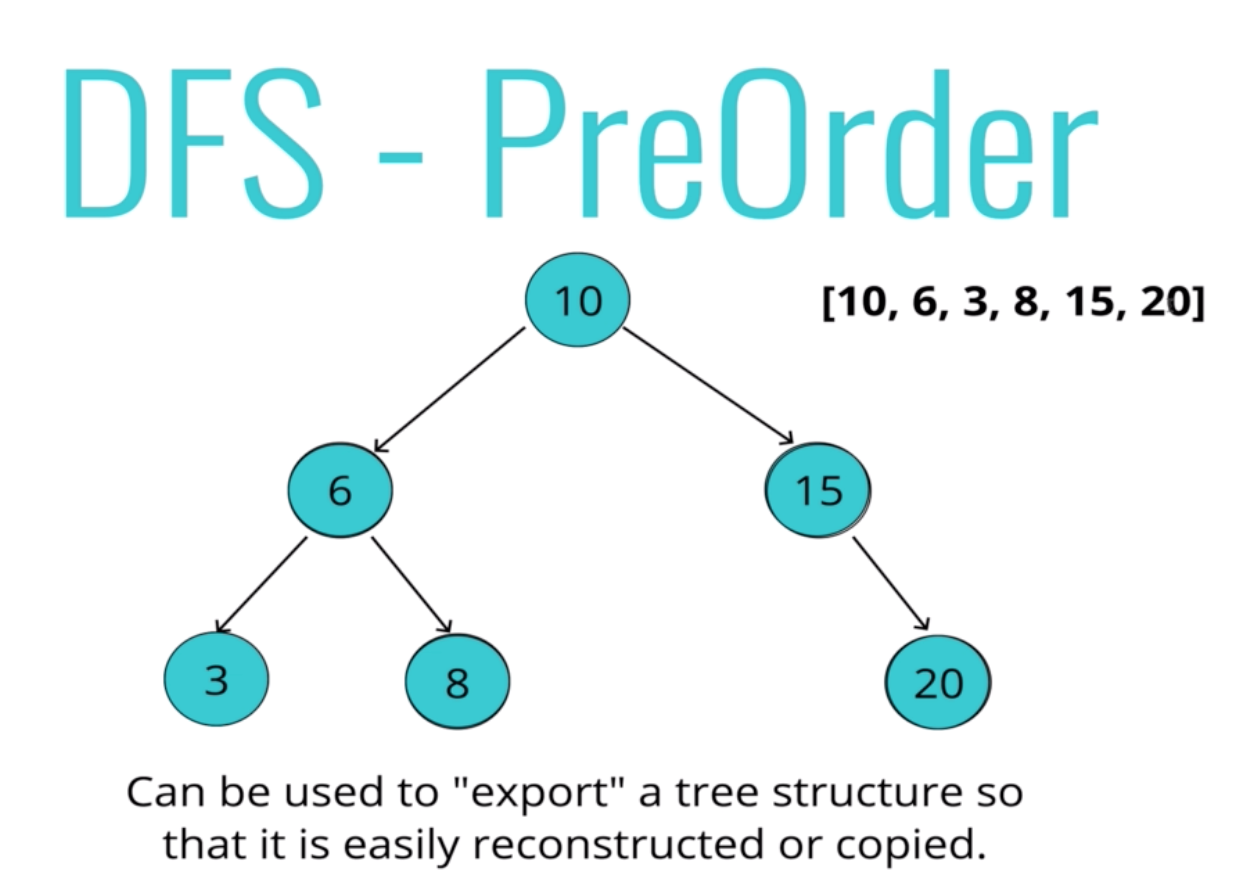 DFS - PreOrder
10
[10, 6, 3, 8, 15, 20]
6
15
3
8
20
Can be used to "export" a tree structure so
that it is easily reconstructed or copied.